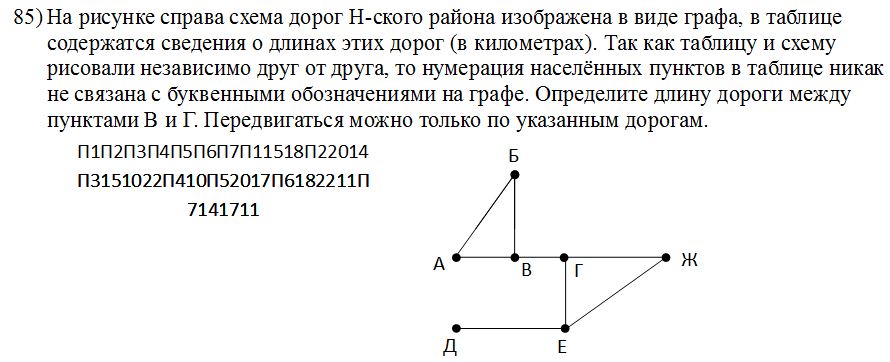 85) На рисунке справа схема дорог Н-ского района изображена в виде графа, в таблице
содержатся сведения о длинах этих дорог (в километрах). Так как таблицу и схему
рисовали независимо друг от друга, то нумерация населённых пунктов в таблице никак
не связана с буквенными обозначениями на графе. Определите длину дороги между
пунктами В и Г. Передвигаться можно только по указанным дорогам.
П1П2П3П4П5П6П7П11518П22014
П3151022П410П52017П6182211П
7141711
Б
А В Г Ж
Д Е